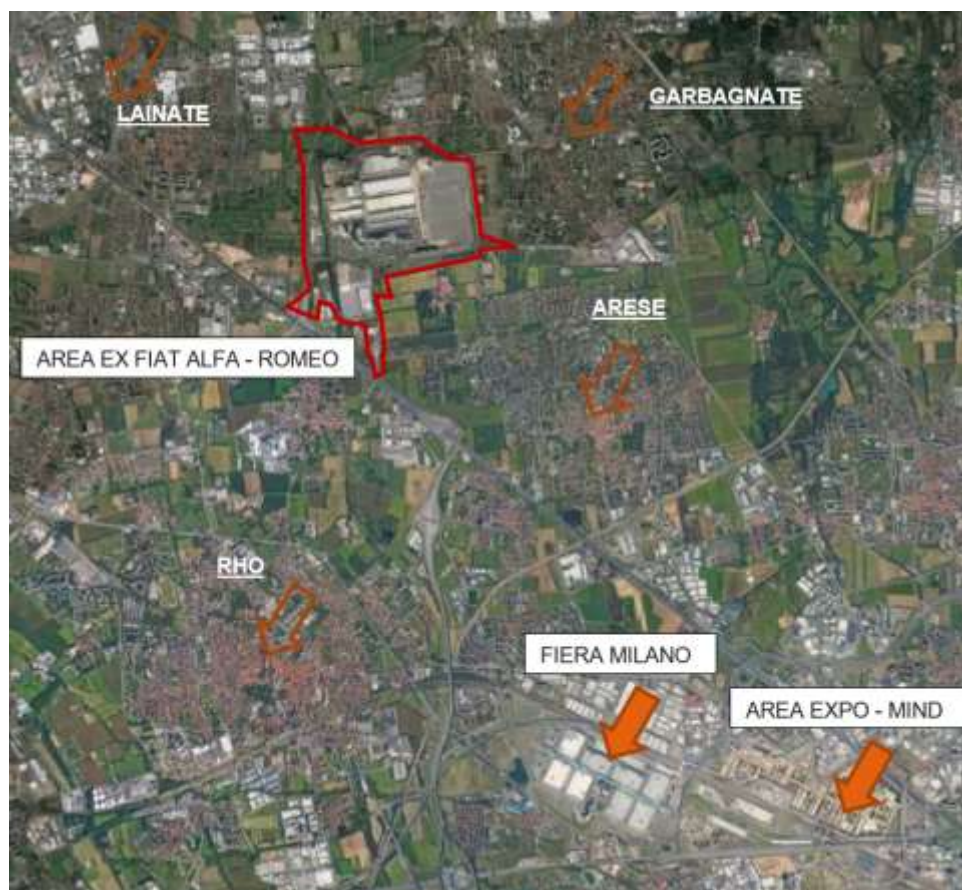 LAINATE
GARBAGNATE
ARESE
AREA EX FIAT ALFA - ROMEO
RHO
FIERA MILANO
AREA EXPO - MIND